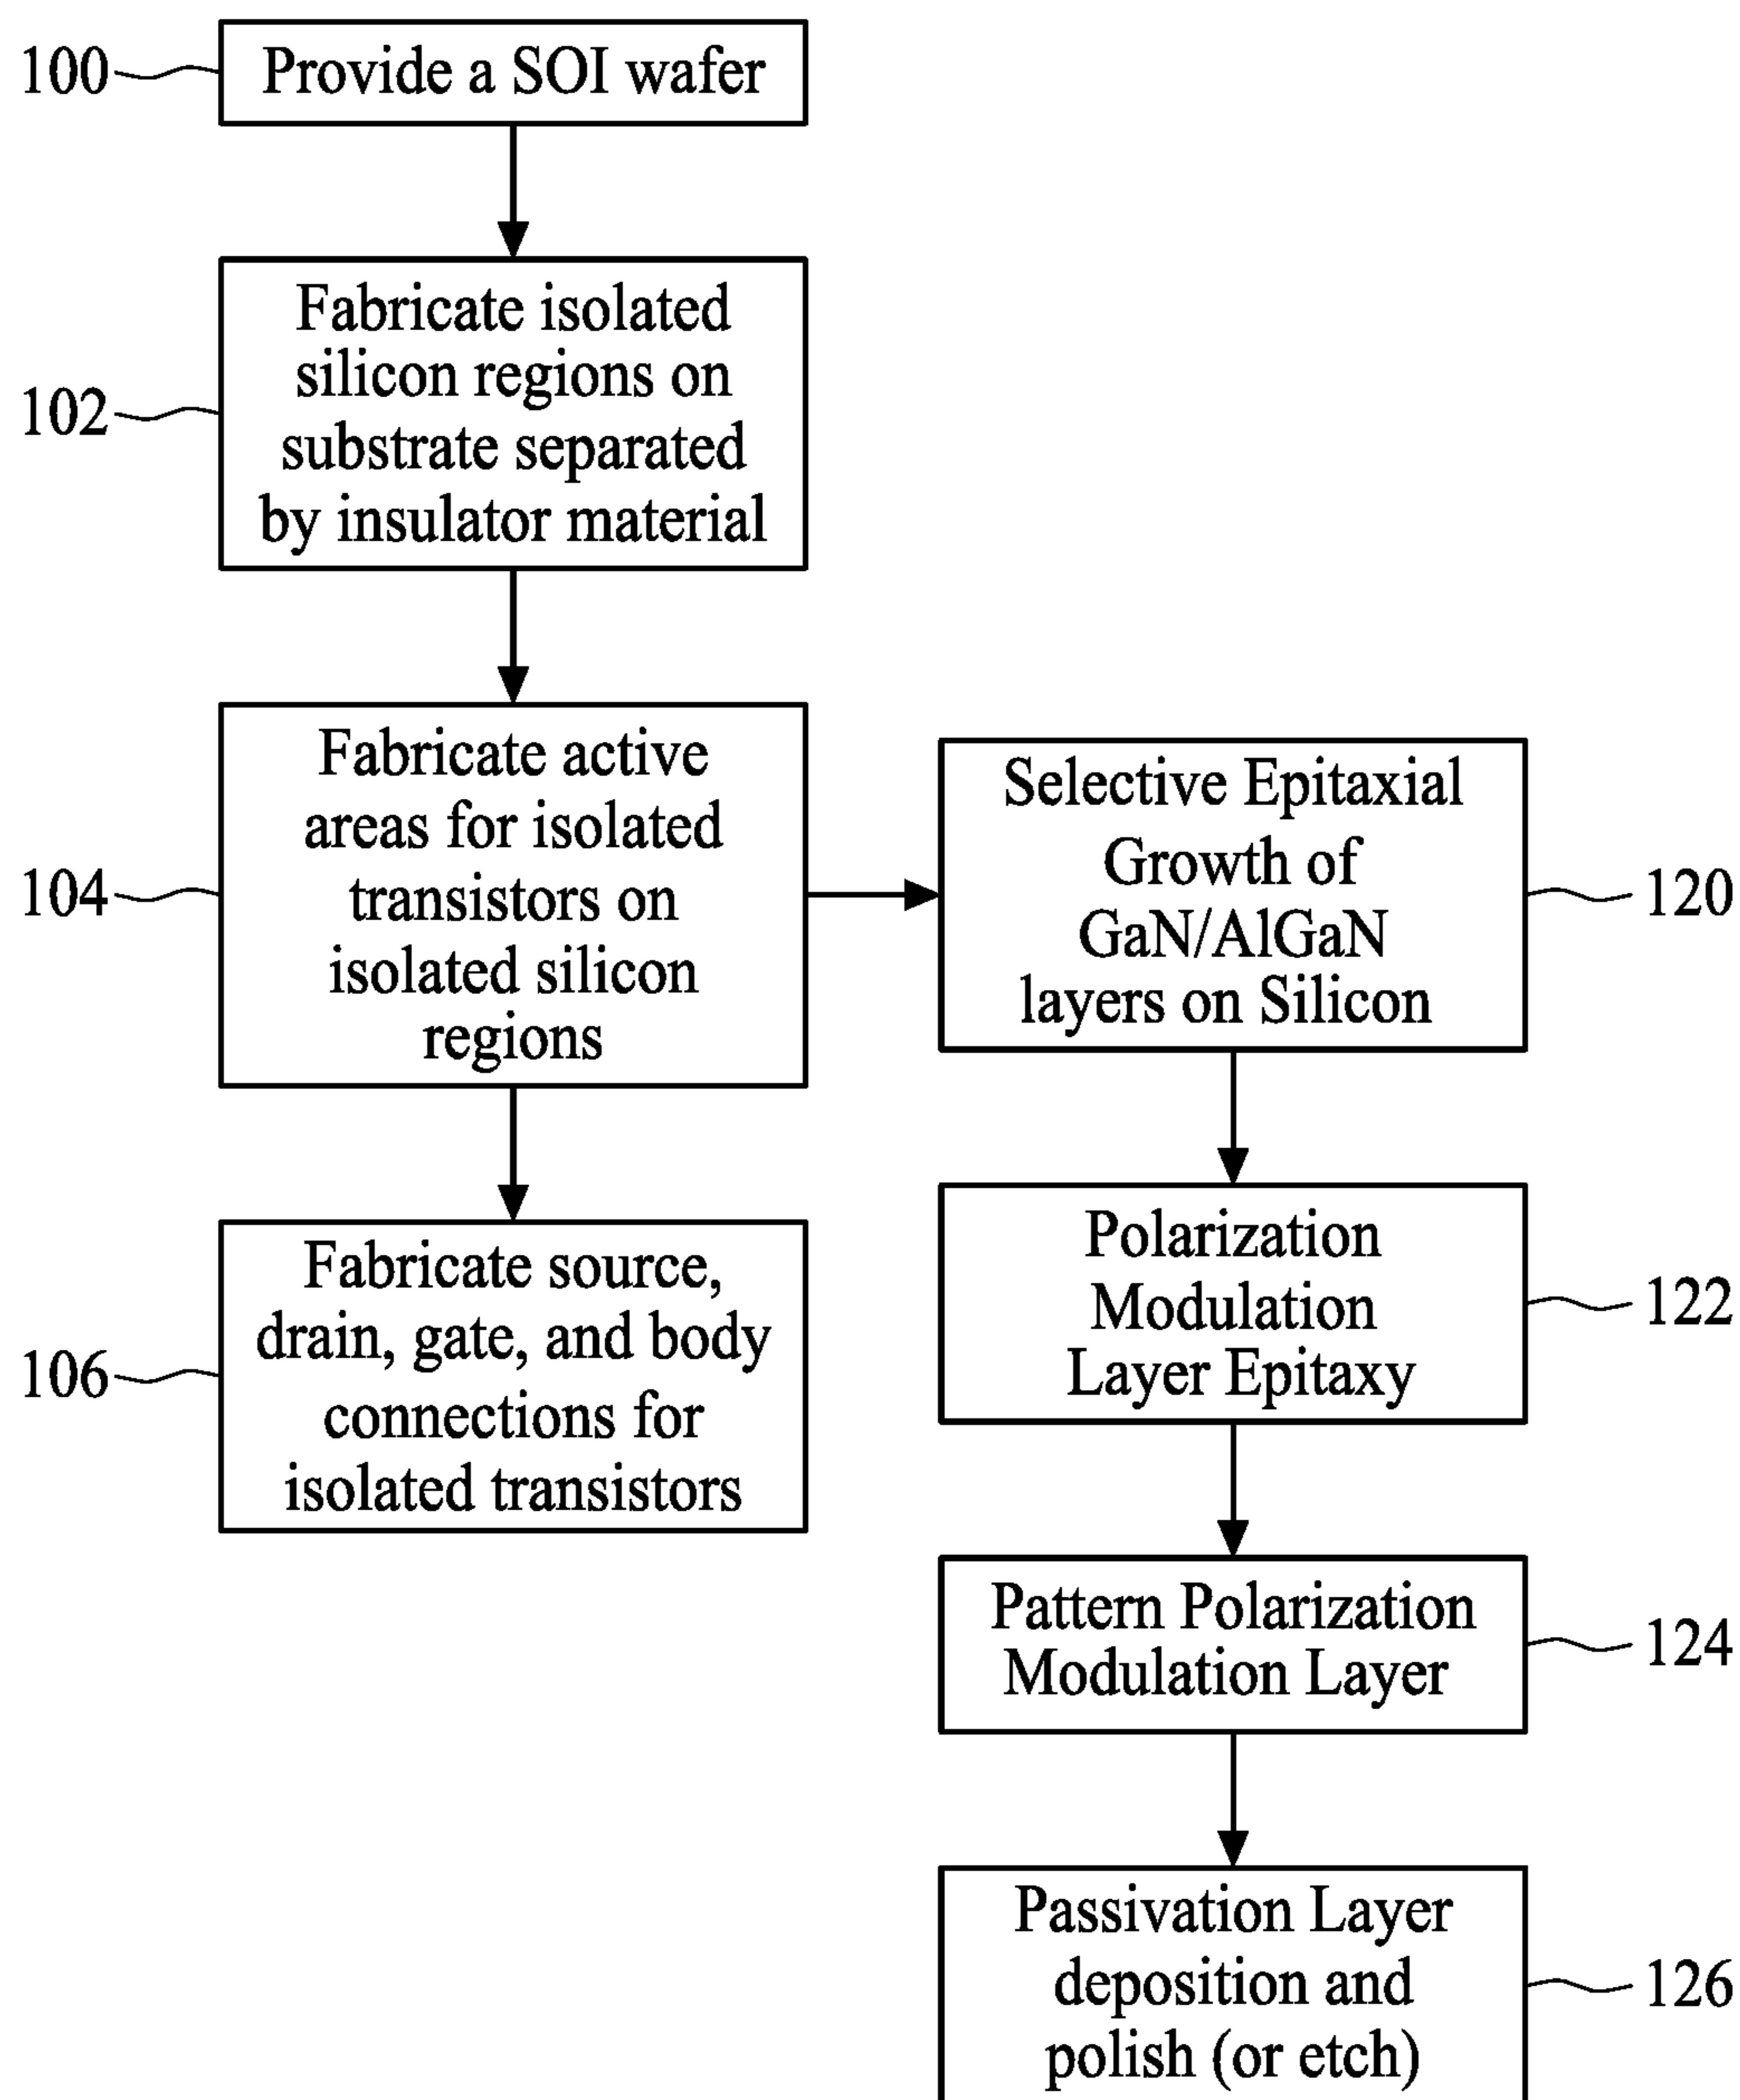 100
Provide a SOI wafer
102
Fabricate isolated
silicon regions on
substrate separated
by insulator material
104
Fabricate active
areas for isolated
transistors on
isolated silicon
regions
106
Fabricate source,
drain, gate, and body
connections for
isolated transistors
Selective Epitaxial
Growth of
GaN/AlGaN
layers on Silicon
120
Polarization
Modulation
Layer Epitaxy
122
Pattern Polarization
Modulation Layer
124
Passivation Layer
deposition and
polish (or etch)
126